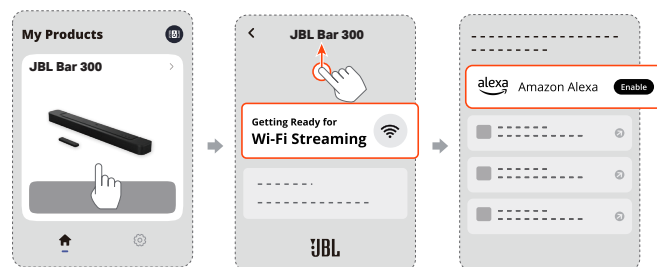 My Products
JBL Bar 300
JBL Bar 300
Getting Ready for
Wi-Fi Streaming
JBL
alexa
Amazon Alexa
Enable